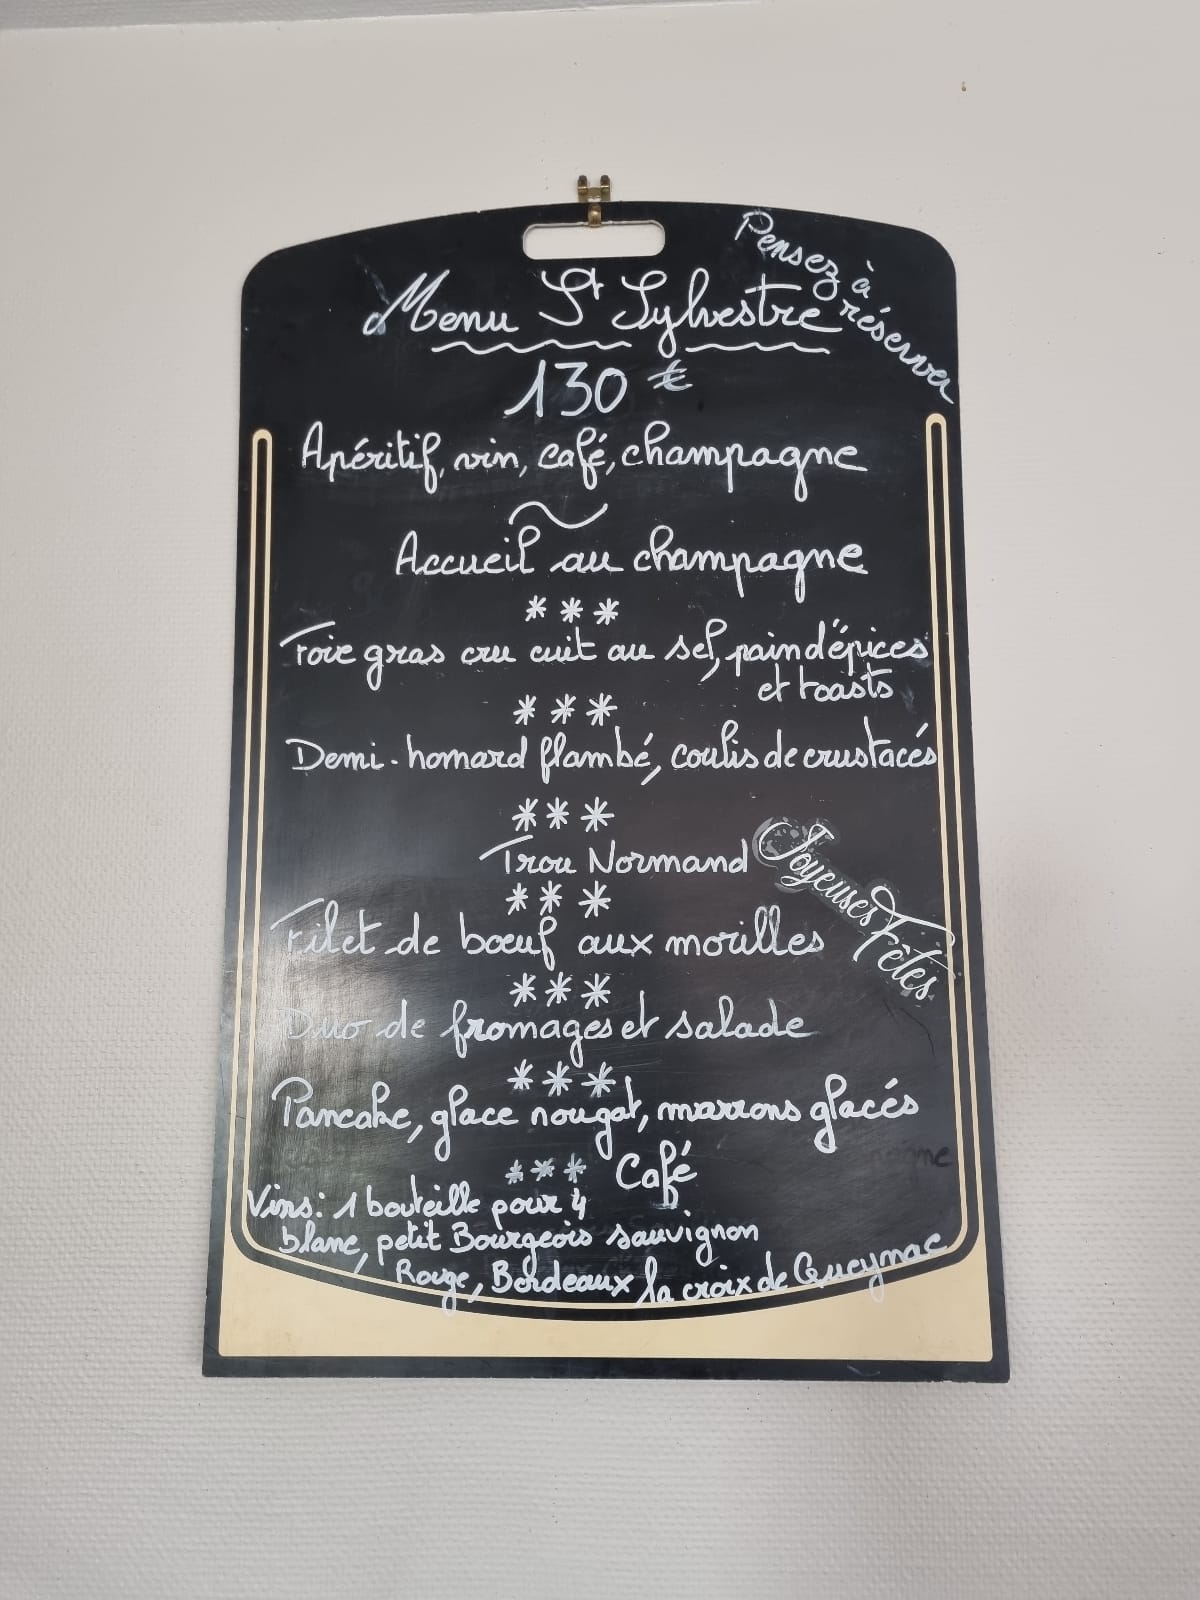 Pensez à
réserver
Menu St Sylvestre
130 €
Apéritif, vin, café, champagne
Accueil au champagne
***
Foie gras cru cuit au sel, pain d'épices
et toasts
***
Demi-homard flambé, coulis de crustacés
***
Trou Normand
Joyeuses Fêtes
***
Filet de bœuf aux morilles
***
Duo de fromages et salade
***
Pancake, glace nougat, marrons glacés
*** Café
Vins: 1 bouteille pour 4
blanc, petit Bourgeois sauvignon
Rouge, Bordeaux la croix de Queynac